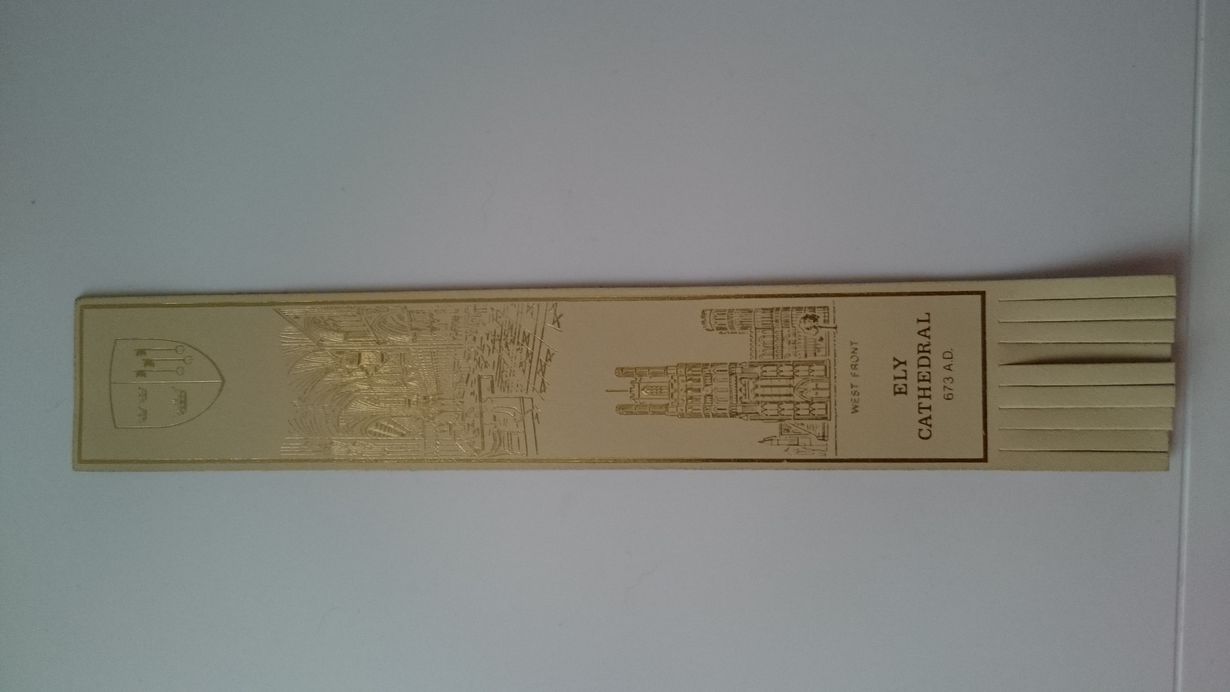 WEST FRONT
ELY
CATHEDRAL
673 A.D.